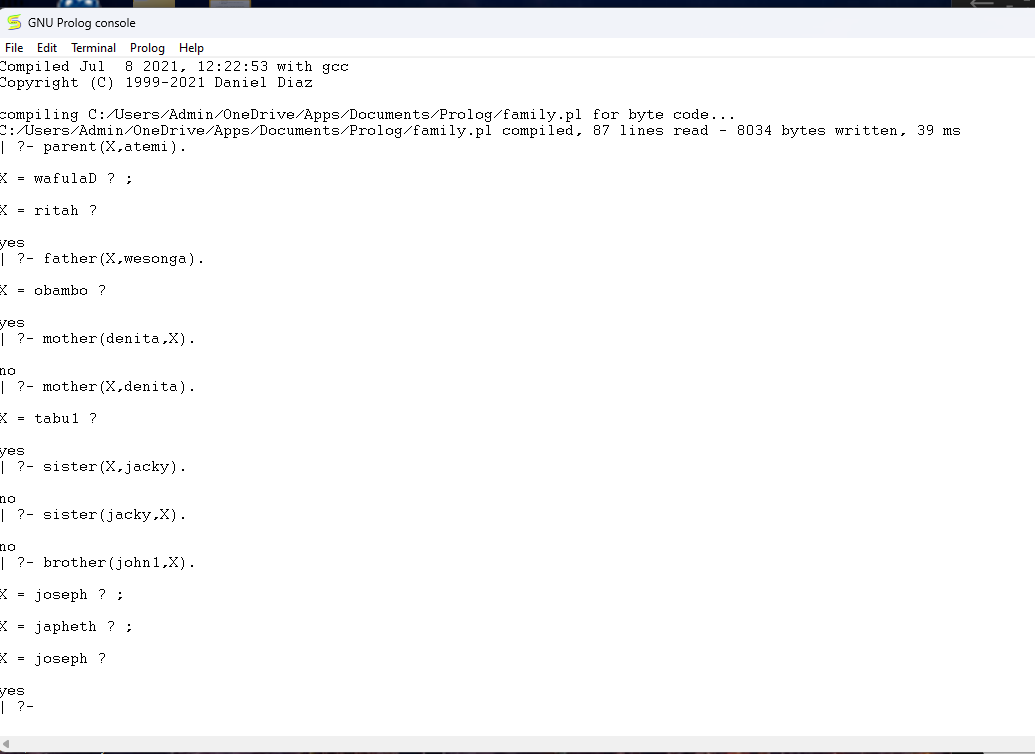 GNU Prolog console
File Edit Terminal Prolog Help
Compiled Jul  8 2021, 12:22:53 with gcc
Copyright (C) 1999-2021 Daniel Diaz
compiling C:/Users/Admin/OneDrive/Apps/Documents/Prolog/family.pl for byte code...
C:/Users/Admin/OneDrive/Apps/Documents/Prolog/family.pl compiled, 87 lines read - 8034 bytes written, 39 ms
| ?- parent(X,atemi).
X = wafulaD ? ;
X = ritah ?
yes
| ?- father(X,wesonga).
X = obambo ?
yes
| ?- mother(denita,X).
no
| ?- mother(X,denita).
X = tabu1 ?
yes
| ?- sister(X,jacky).
no
| ?- sister(jacky,X).
no
| ?- brother(john1,X).
X = joseph ? ;
X = japheth ? ;
X = joseph ?
yes
| ?-